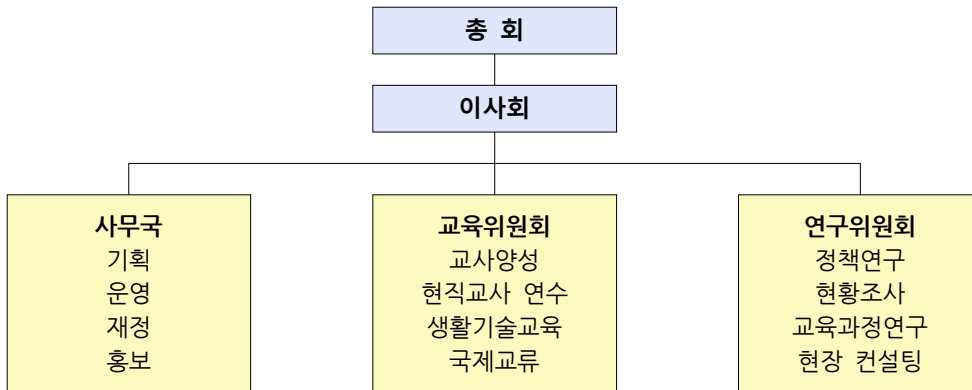 총 회
이사회
사무국
기획
운영
재정
홍보
교육위원회
교사양성
현직교사 연수
생활기술교육
국제교류
연구위원회
정책연구
현황조사
교육과정연구
현장 컨설팅